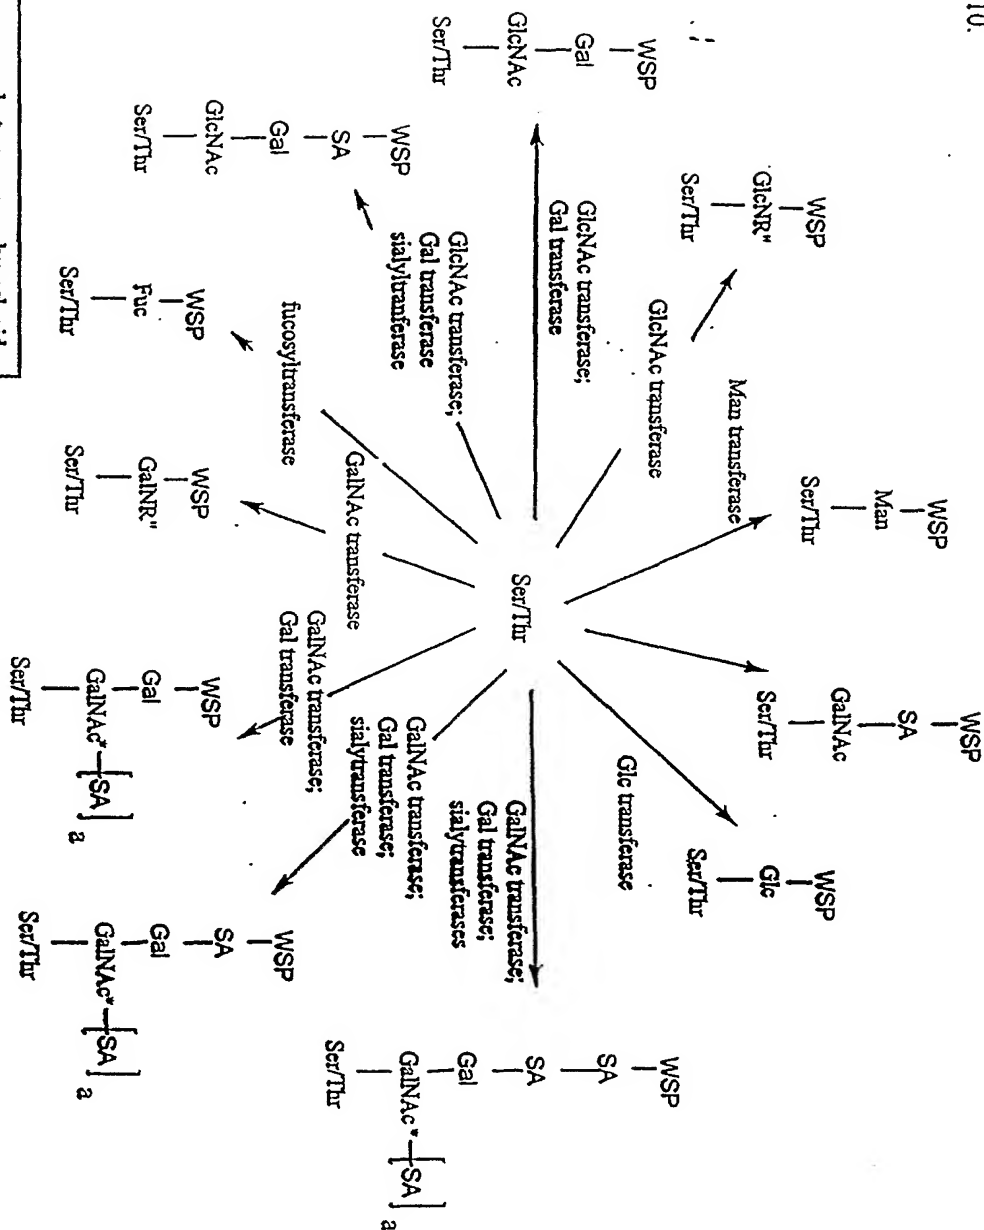 10.
WSP
SA
GalNAc
Ser/Thr
WSP
Man
Ser/Thr
Man transferase
WSP
Glc
Ser/Thr
Glc transferase
WSP
GlcNR"
Ser/Thr
GlcNAc transferase
WSP
SA
SA
Gal
GalNAc*[SA]a
Ser/Thr
GalNAc transferase;
Gal transferase;
sialytransferases
WSP
Gal
GlcNAc
Ser/Thr
GlcNAc transferase;
Gal transferase
Ser/Thr
GlcNAc transferase;
Gal transferase
sialyltranferase
WSP
SA
Gal
GlcNAc
Ser/Thr
GalNAc transferase;
Gal transferase;
sialytransferase
WSP
SA
Gal
GalNAc*[SA]a
Ser/Thr
fucosyltransferase
WSP
Fuc
Ser/Thr
GalNAc transferase
WSP
GalNR"
Ser/Thr
GalNAc transferase;
Gal transferase
WSP
Gal
GalNAc*[SA]a
Ser/Thr